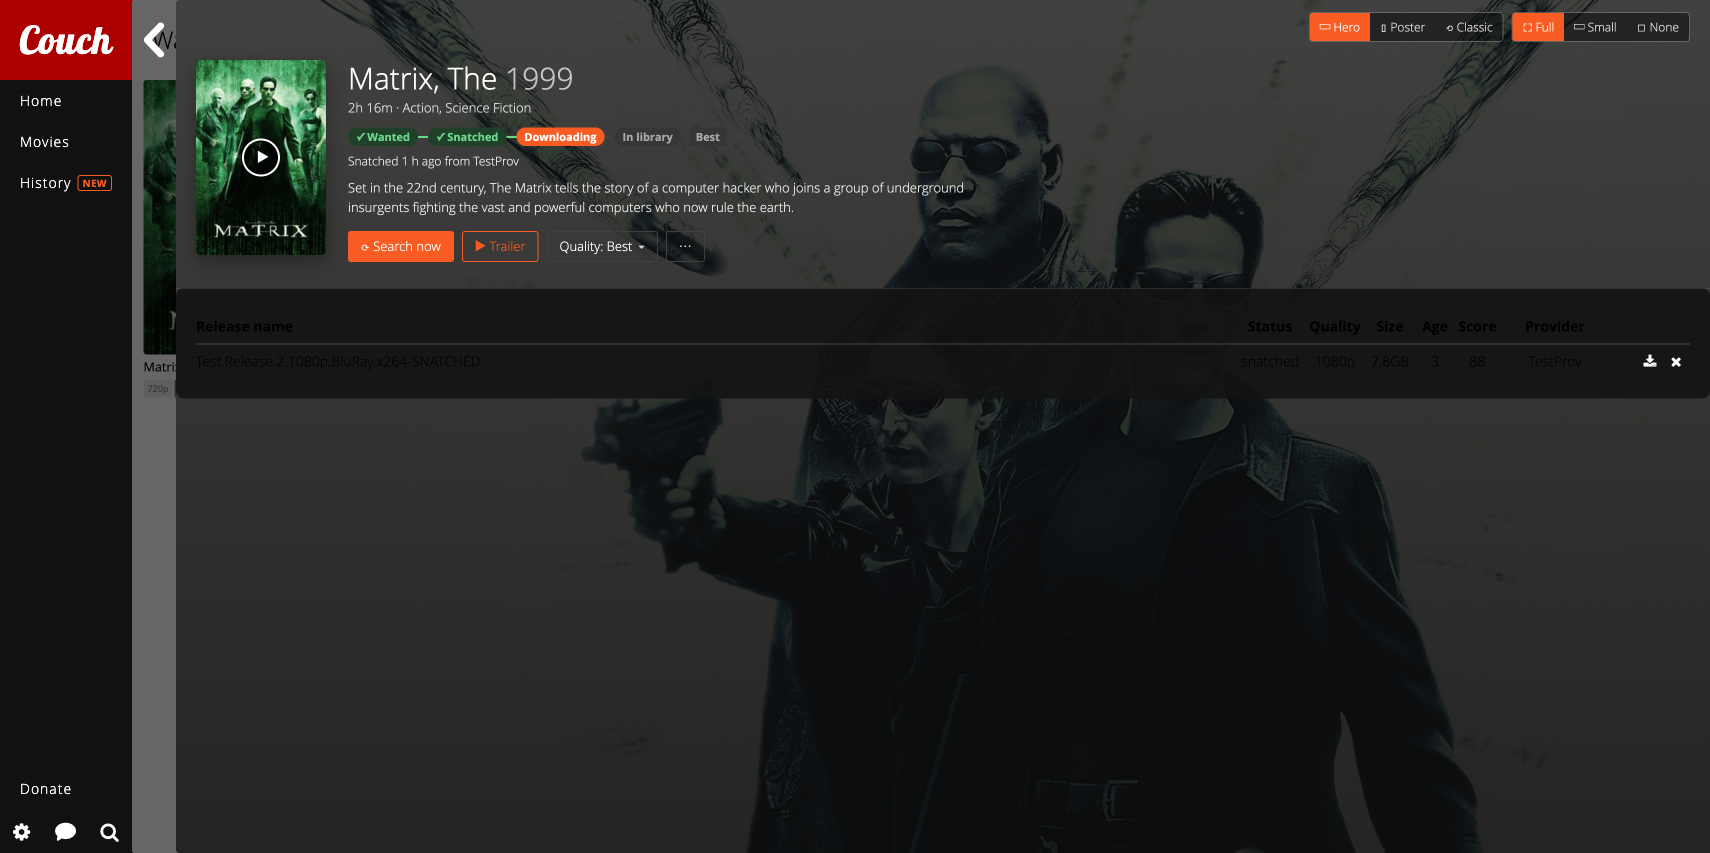 Couch
Home
Movies
History NEW
Donate
Wa
Matri
720p
Hero Poster Classic Full Small None
MATRIX
Matrix, The 1999
2h 16m · Action, Science Fiction
✓Wanted ✓Snatched Downloading In library Best
Snatched 1 h ago from TestProv
Set in the 22nd century, The Matrix tells the story of a computer hacker who joins a group of underground
insurgents fighting the vast and powerful computers who now rule the earth.
Search now Trailer Quality: Best ...
Release name Status Quality Size Age Score Provider
Test.Release.2.1080p.BluRay.x264-SNATCHED snatched 1080p 7.8GB 3 88 TestProv